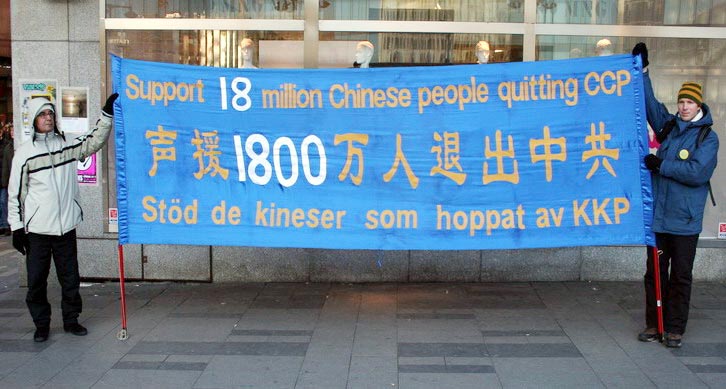 Support 18 million Chinese people quitting CCP
声援1800万人退出中共
Stöd de kineser som hoppat av KKP